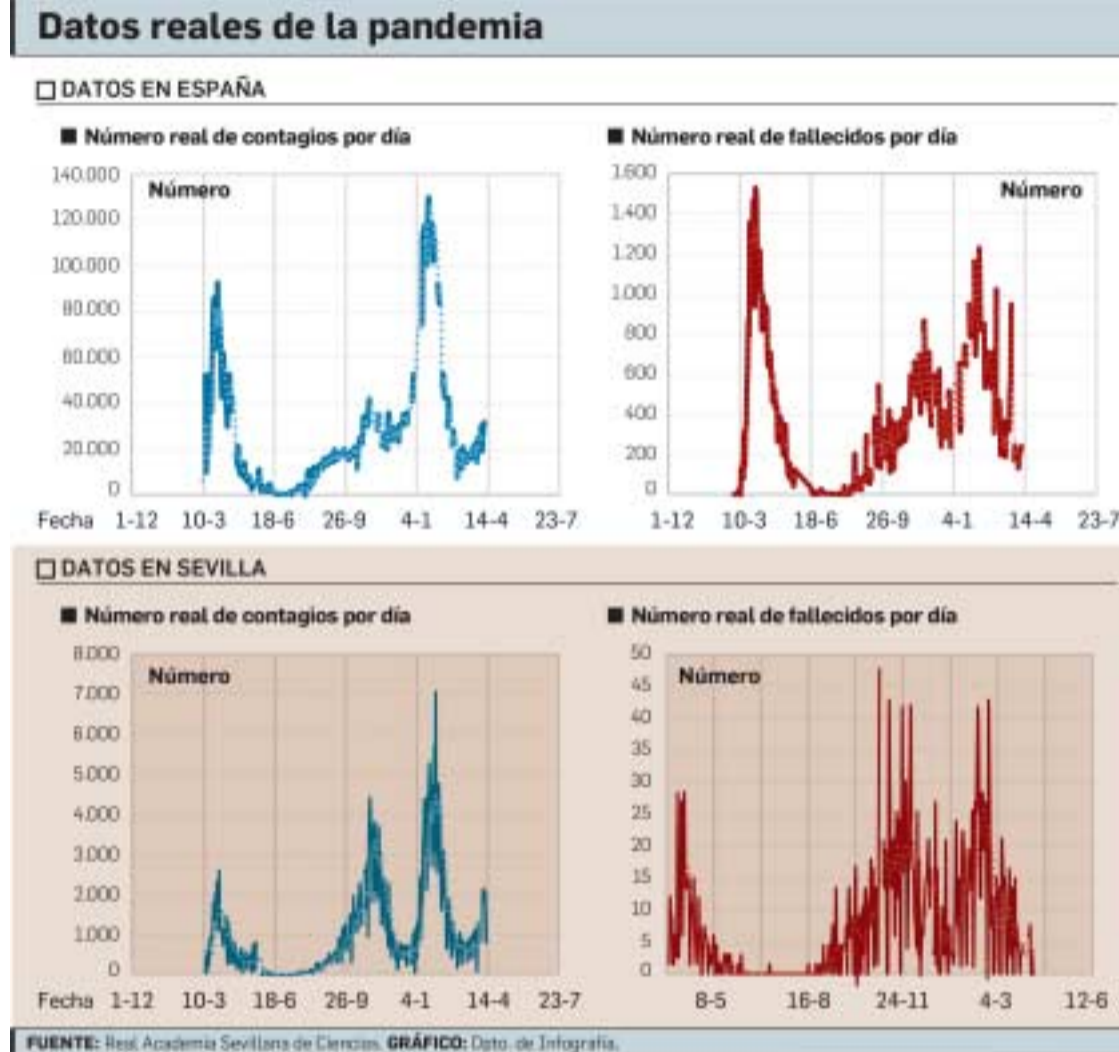 Datos reales de la pandemia
DATOS EN ESPAÑA
Número real de contagios por día
140.000
120.000
100.000
80.000
60.000
40.000
20.000
0
Número
Fecha 1-12 10-3 18-6 26-9 4-1 14-4 23-7
Número real de fallecidos por día
1.600
1.400
1.200
1.000
800
600
400
200
0
Número
1-12 10-3 18-6 26-9 4-1 14-4 23-7
DATOS EN SEVILLA
Número real de contagios por día
8.000
7.000
6.000
5.000
4.000
3.000
2.000
1.000
0
Número
Fecha 1-12 10-3 18-6 26-9 4-1 14-4 23-7
Número real de fallecidos por día
50
45
40
35
30
25
20
15
10
5
0
Número
8-5 16-8 24-11 4-3 12-6
FUENTE: Real Academia Sevillana de Ciencias. GRÁFICO: Dpto. de Infografía.